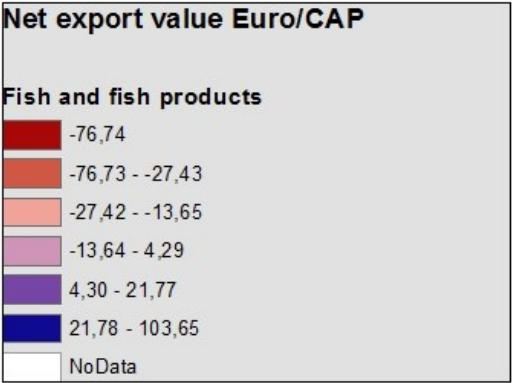 Net export value Euro/CAP
Fish and fish products
-76,74
-76,73 - -27,43
-27,42 - -13,65
-13,64 - 4,29
4,30 - 21,77
21,78 - 103,65
NoData